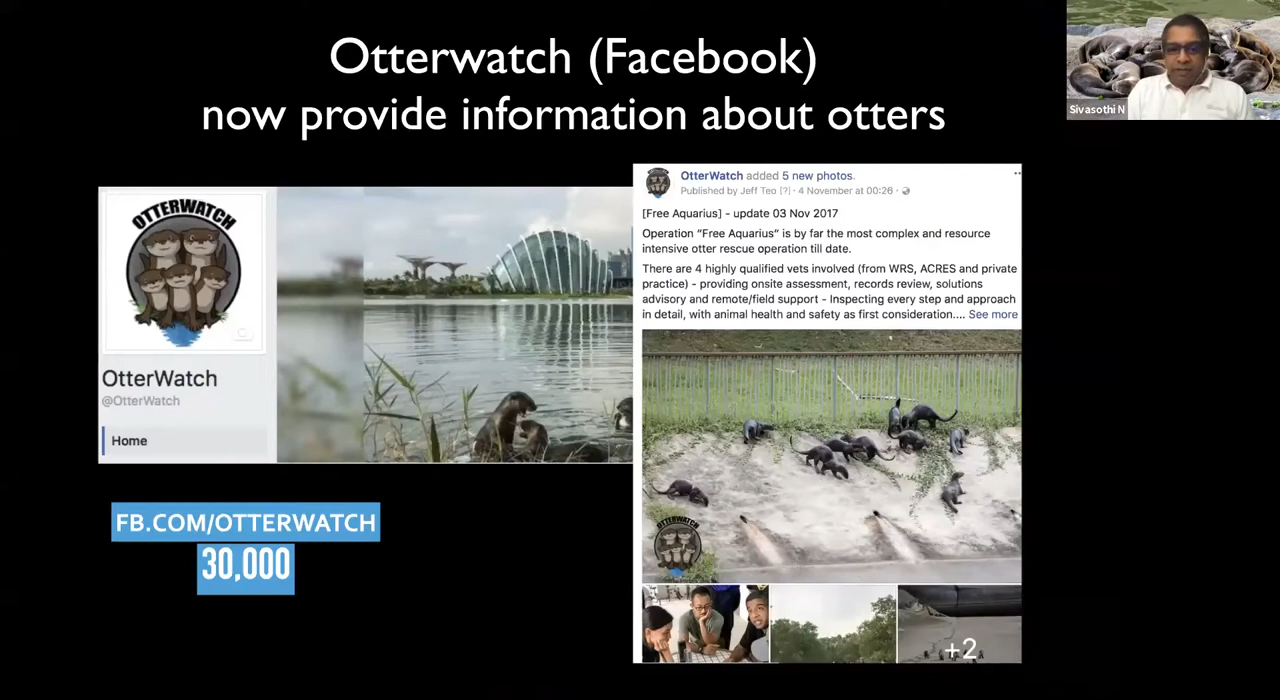 Otterwatch (Facebook)
now provide information about otters
Sivasothi N
OTTERWATCH
OtterWatch
@OtterWatch
Home
FB.COM/OTTERWATCH
30,000
OtterWatch added 5 new photos.
Published by Jeff Teo [?] · 4 November at 00:26 ·
[Free Aquarius] - update 03 Nov 2017
Operation “Free Aquarius” is by far the most complex and resource
intensive otter rescue operation till date.
There are 4 highly qualified vets involved (from WRS, ACRES and private
practice) - providing onsite assessment, records review, solutions
advisory and remote/field support - Inspecting every step and approach
in detail, with animal health and safety as first consideration.... See more
OTTERWATCH
+2